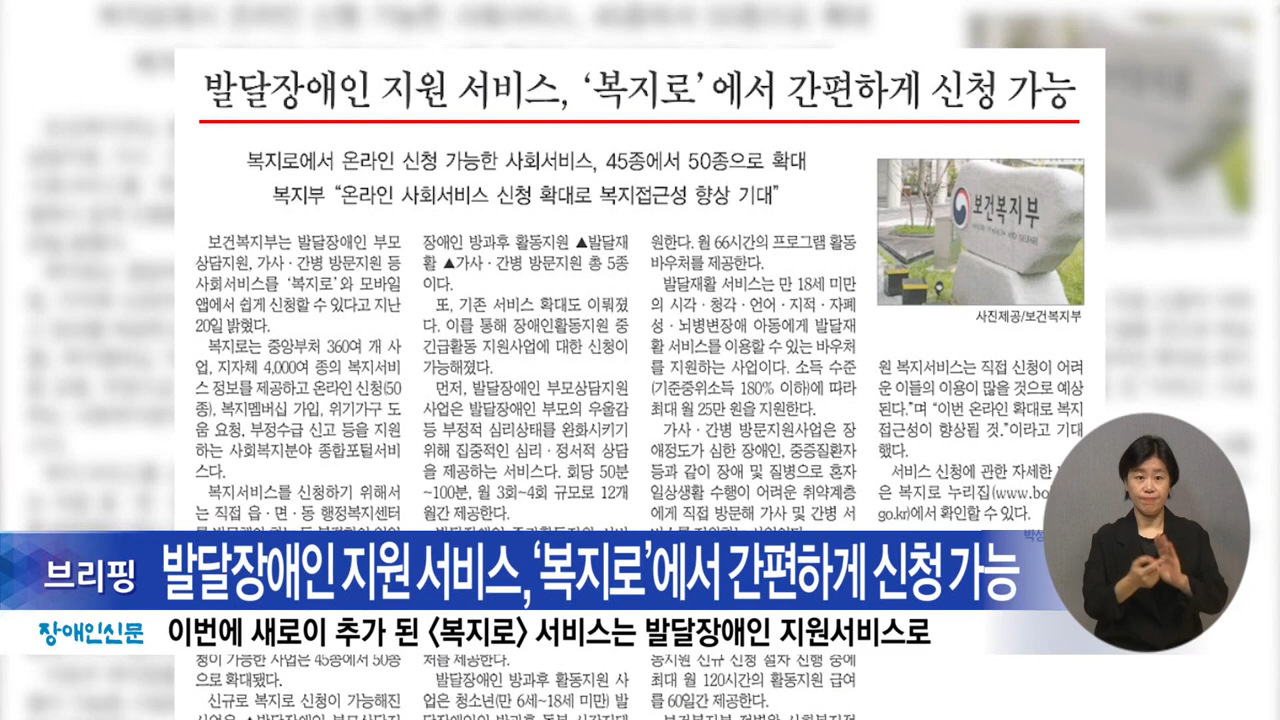 발달장애인 지원 서비스, ‘복지로’에서 간편하게 신청 가능
복지로에서 온라인 신청 가능한 사회서비스, 45종에서 50종으로 확대
복지부 “온라인 사회서비스 신청 확대로 복지접근성 향상 기대”
보건복지부는 발달장애인 부모
상담지원, 가사·간병 방문지원 등
사회서비스를 ‘복지로’와 모바일
앱에서 쉽게 신청할 수 있다고 지난
20일 밝혔다.
복지로는 중앙부처 360여 개 사
업, 지자체 4,000여 종의 복지서비
스 정보를 제공하고 온라인 신청(50
종), 복지멤버십 가입, 위기가구 도
움 요청, 부정수급 신고 등을 지원
하는 사회복지분야 종합포털서비
스다.
복지서비스를 신청하기 위해서
는 직접 읍·면·동 행정복지센터
청이 가능한 사업은 45종에서 50종
으로 확대됐다.
신규로 복지로 신청이 가능해진
장애인 방과후 활동지원 ▲발달재
활 ▲가사·간병 방문지원 총 5종
이다.
또, 기존 서비스 확대도 이뤄졌
다. 이를 통해 장애인활동지원 중
긴급활동 지원사업에 대한 신청이
가능해졌다.
먼저, 발달장애인 부모상담지원
사업은 발달장애인 부모의 우울감
등 부정적 심리상태를 완화시키기
위해 집중적인 심리·정서적 상담
을 제공하는 서비스다. 회당 50분
~100분, 월 3회~4회 규모로 12개
월간 제공한다.
처를 제공한다.
발달장애인 방과후 활동지원 사
업은 청소년(만 6세~18세 미만) 발
원한다. 월 66시간의 프로그램 활동
바우처를 제공한다.
발달재활 서비스는 만 18세 미만
의 시각·청각·언어·지적·자폐
성·뇌병변장애 아동에게 발달재
활 서비스를 이용할 수 있는 바우처
를 지원하는 사업이다. 소득 수준
(기준중위소득 180% 이하)에 따라
최대 월 25만 원을 지원한다.
가사·간병 방문지원사업은 장
애정도가 심한 장애인, 중증질환자
등과 같이 장애 및 질병으로 혼자
일상생활 수행이 어려운 취약계층
에게 직접 방문해 가사 및 간병 서
동지원 신규 신청 절차 진행 중에
최대 월 120시간의 활동지원 급여
를 60일간 제공한다.
보건복지부
사진제공/보건복지부
원 복지서비스는 직접 신청이 어려
운 이들의 이용이 많을 것으로 예상
된다.”며 “이번 온라인 확대로 복지
접근성이 향상될 것.”이라고 기대
했다.
서비스 신청에 관한 자세한
은 복지로 누리집(www.bo
go.kr)에서 확인할 수 있다.
브리핑 발달장애인 지원 서비스, ‘복지로’에서 간편하게 신청 가능
장애인신문 이번에 새로이 추가 된 〈복지로〉 서비스는 발달장애인 지원서비스로